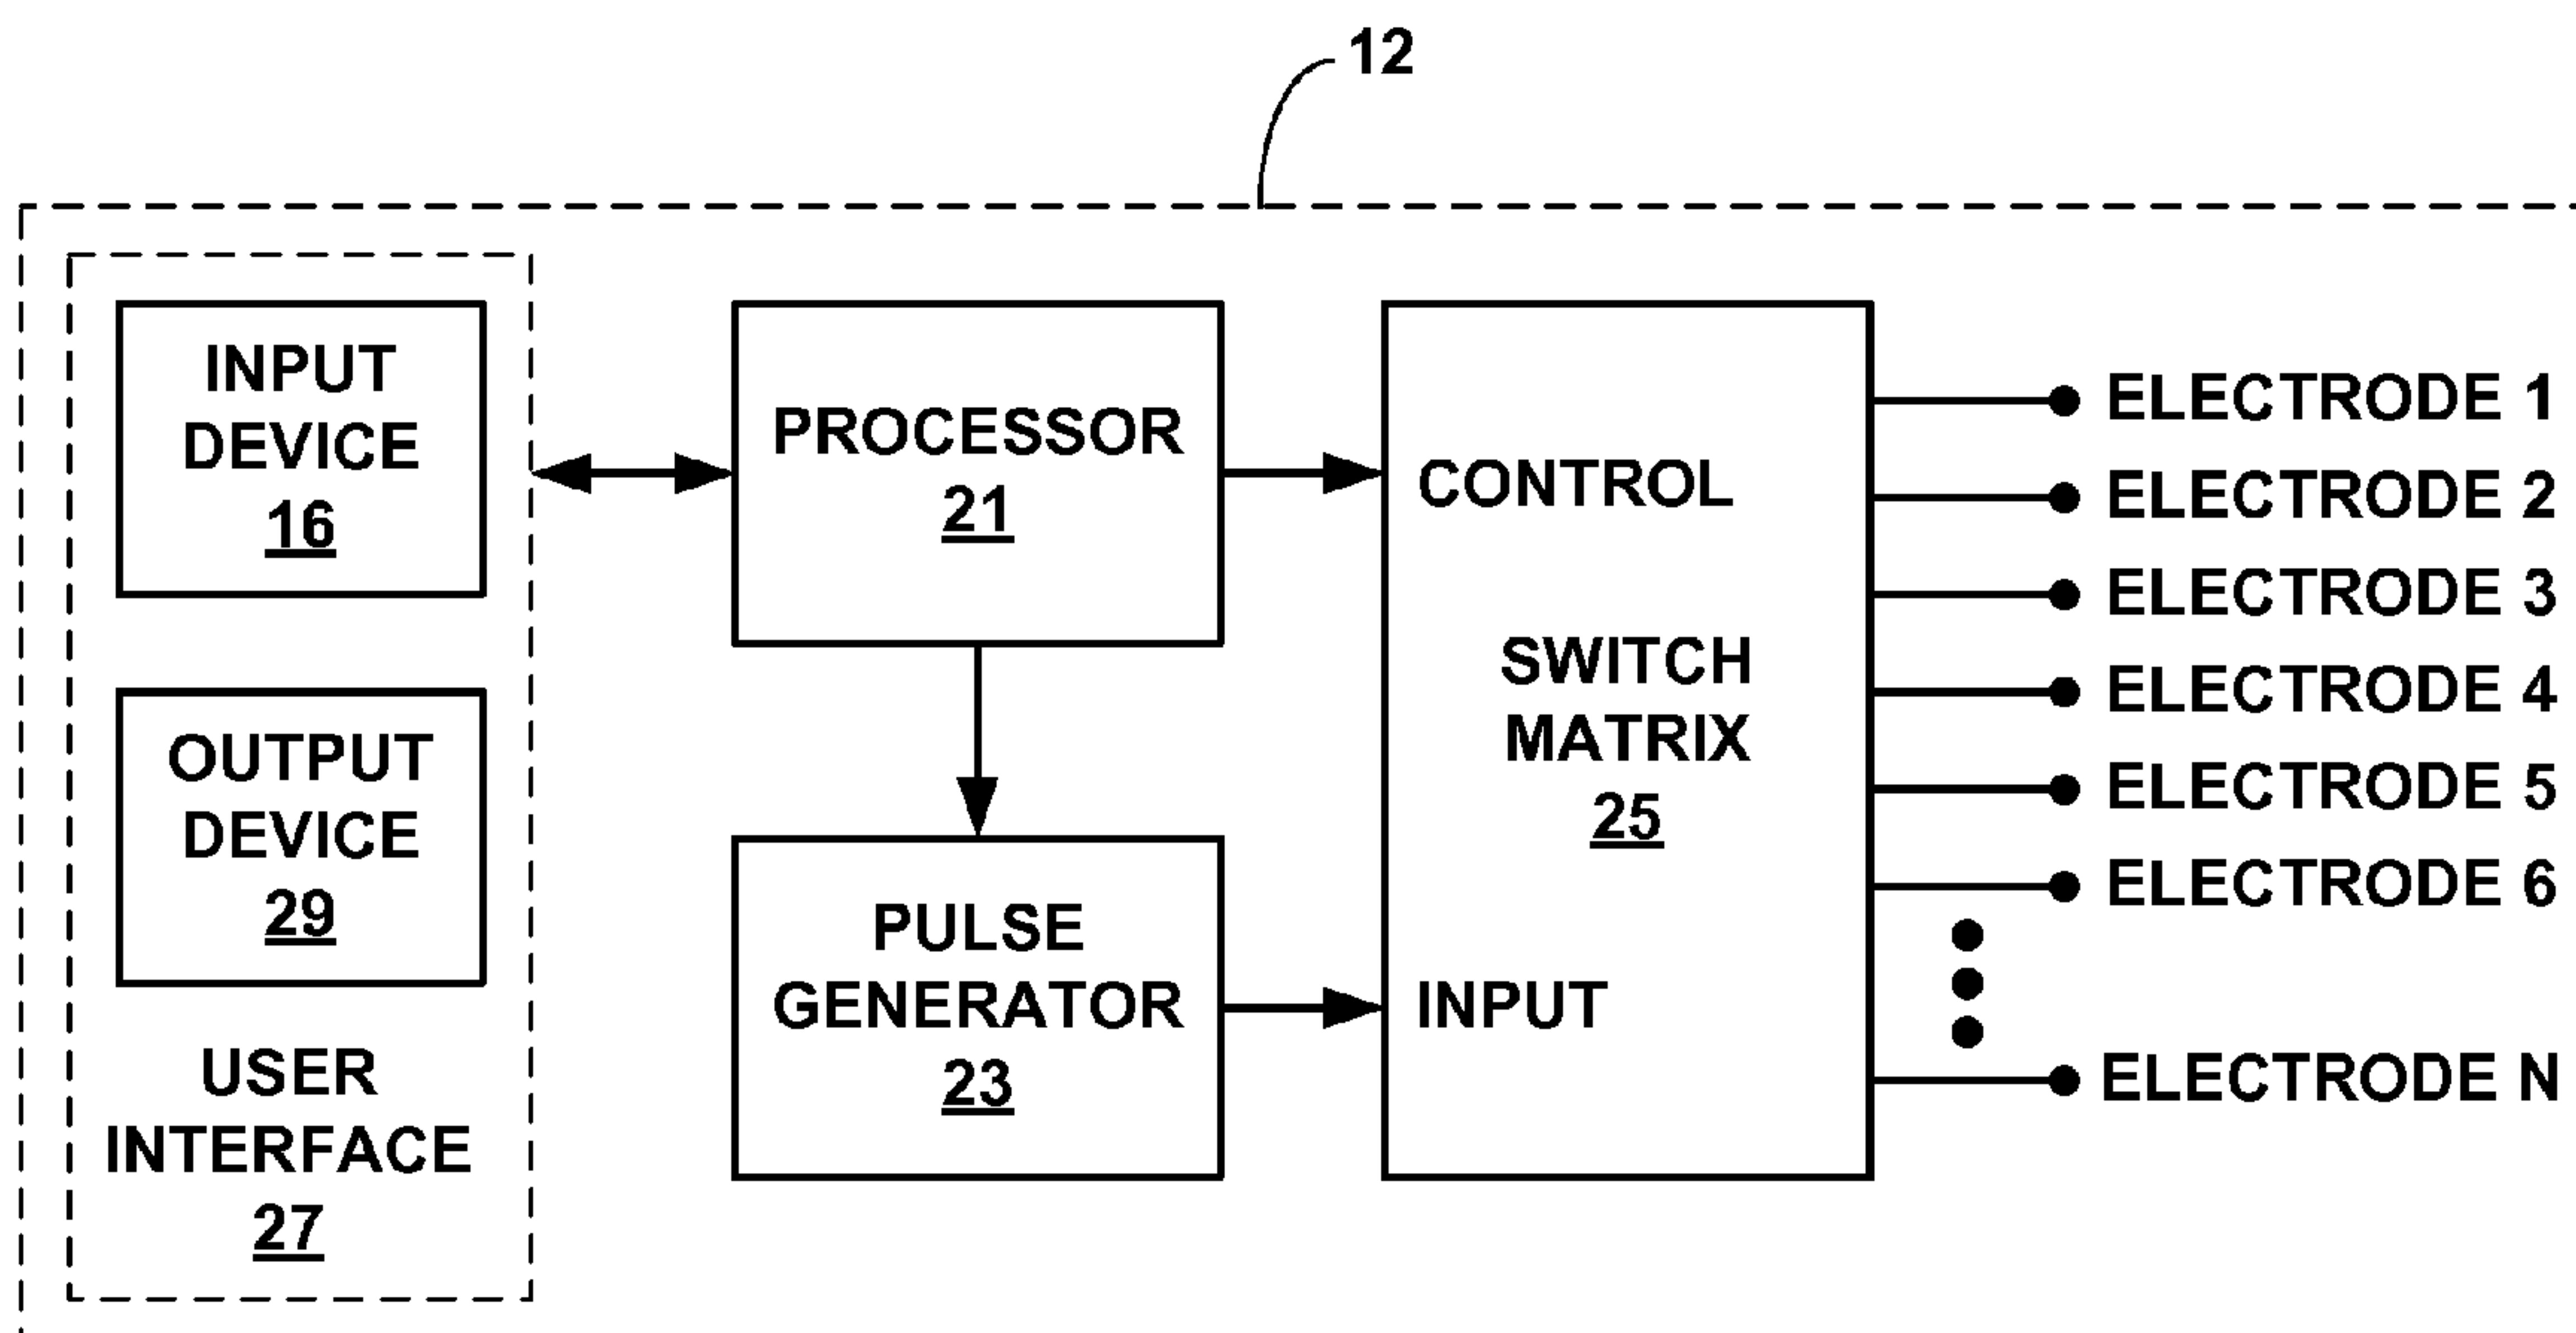 12
INPUT
DEVICE
16
OUTPUT
DEVICE
29
USER
INTERFACE
27
PROCESSOR
21
PULSE
GENERATOR
23
CONTROL
SWITCH
MATRIX
25
INPUT
ELECTRODE 1
ELECTRODE 2
ELECTRODE 3
ELECTRODE 4
ELECTRODE 5
ELECTRODE 6
ELECTRODE N